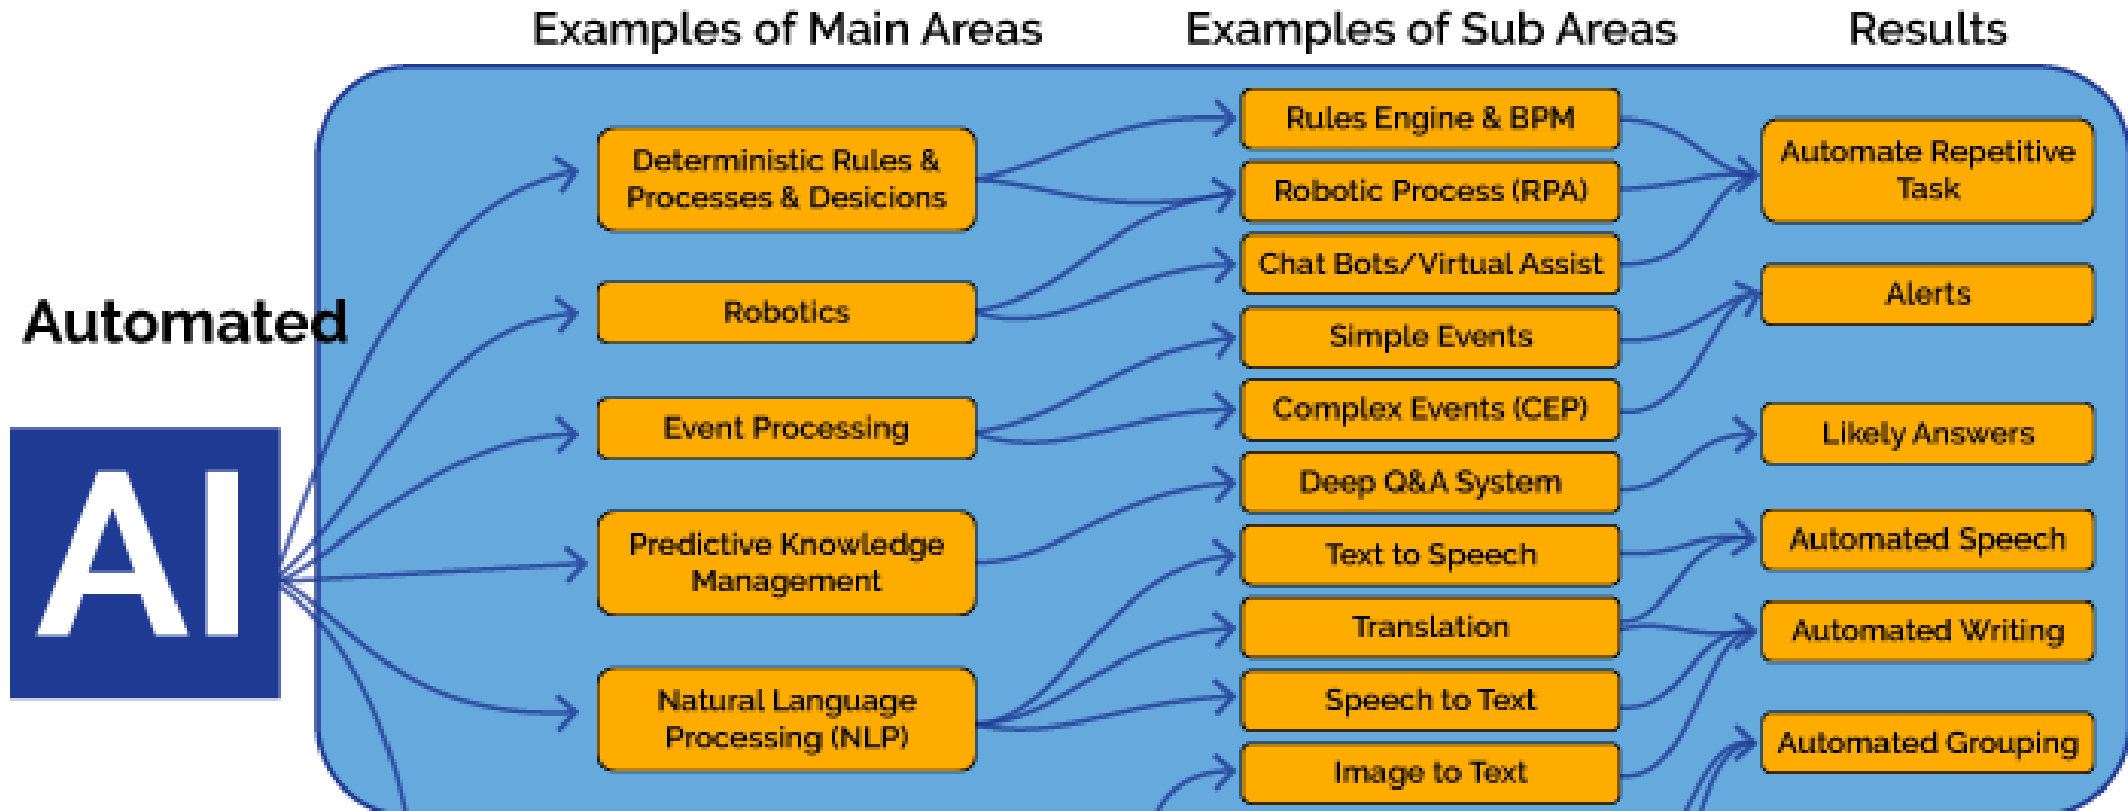 Examples of Main Areas
Examples of Sub Areas
Results
Automated
AI
Deterministic Rules &
Processes & Desicions
Robotics
Event Processing
Predictive Knowledge
Management
Natural Language
Processing (NLP)
Rules Engine & BPM
Robotic Process (RPA)
Chat Bots/Virtual Assist
Simple Events
Complex Events (CEP)
Deep Q&A System
Text to Speech
Translation
Speech to Text
Image to Text
Automate Repetitive
Task
Alerts
Likely Answers
Automated Speech
Automated Writing
Automated Grouping